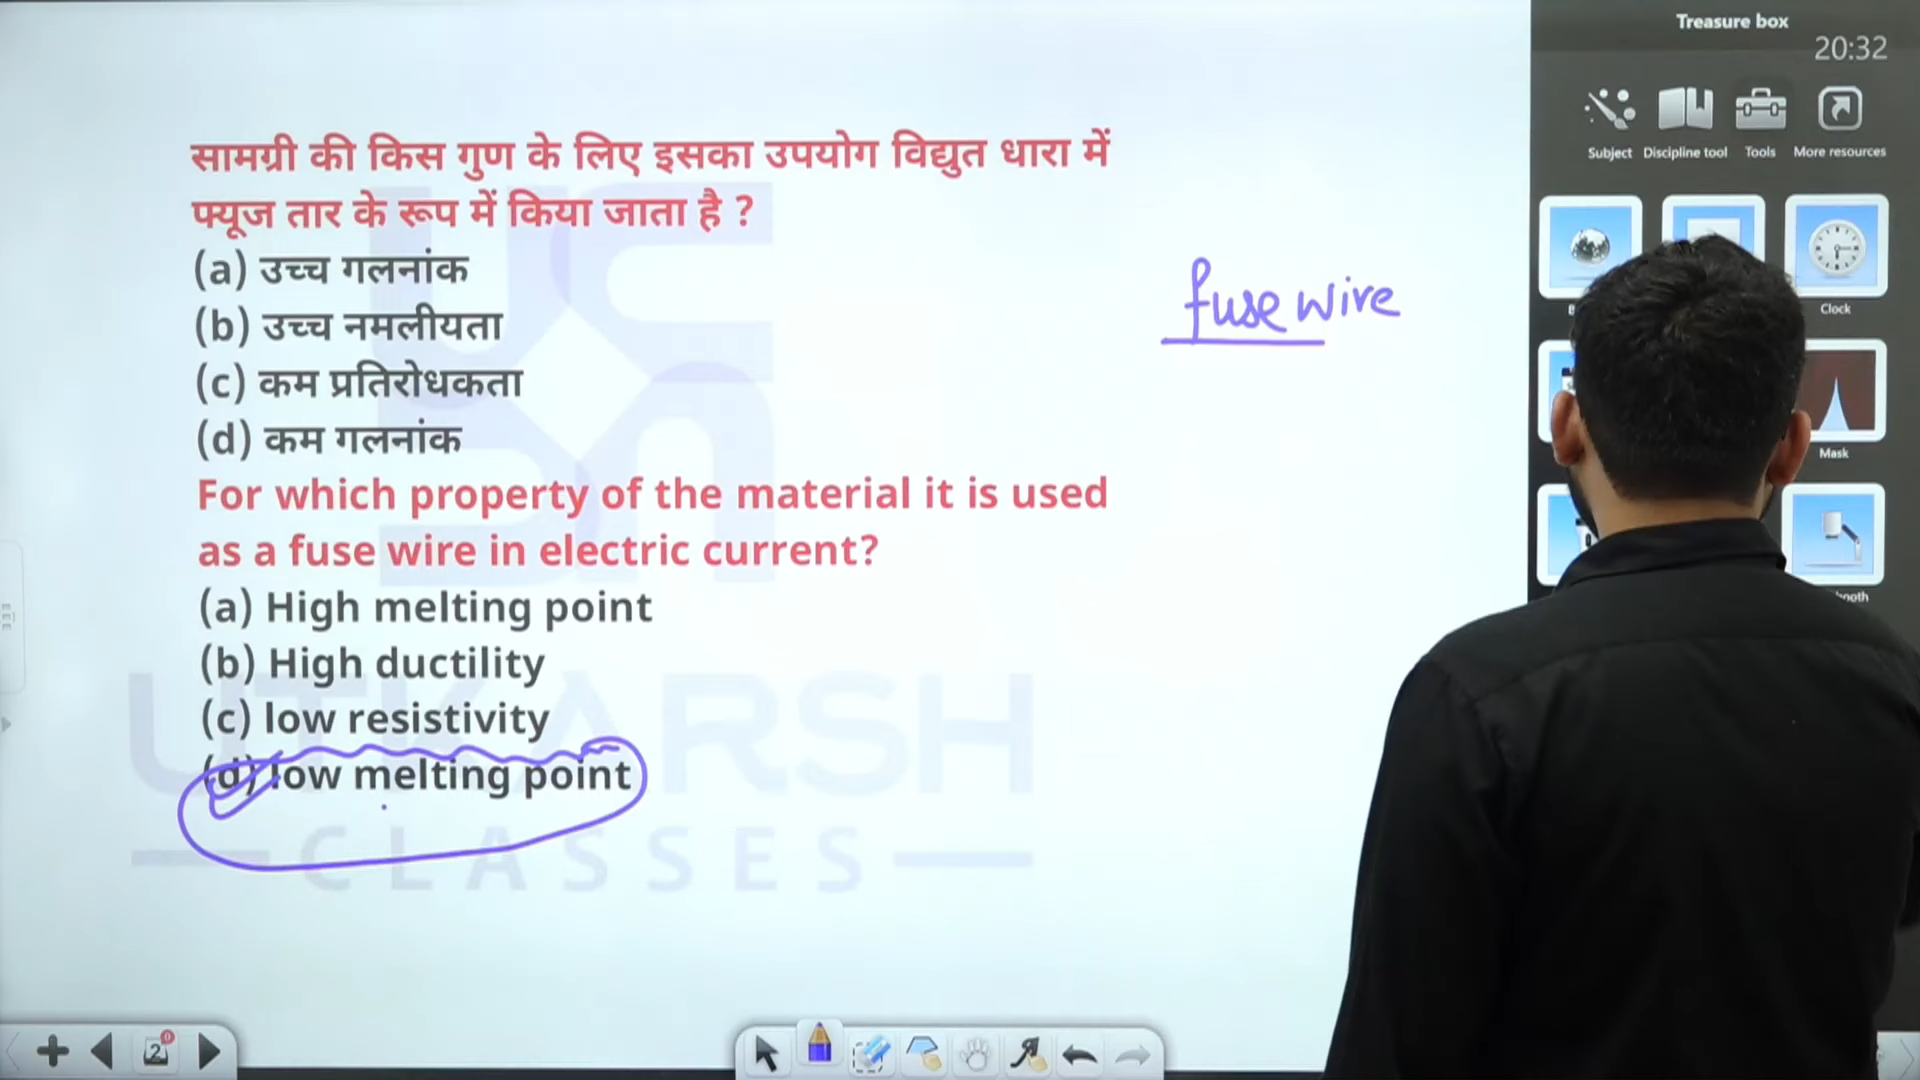 Treasure box
20:32
Subject Discipline tool Tools More resources
सामग्री की किस गुण के लिए इसका उपयोग विद्युत धारा में
फ्यूज तार के रूप में किया जाता है ?
(a) उच्च गलनांक
(b) उच्च नमलीयता
(c) कम प्रतिरोधकता
(d) कम गलनांक
fuse wire
Clock
Mask
For which property of the material it is used
as a fuse wire in electric current?
(a) High melting point
(b) High ductility
(c) low resistivity
(d) low melting point
UTKARSH
CLASSES
2